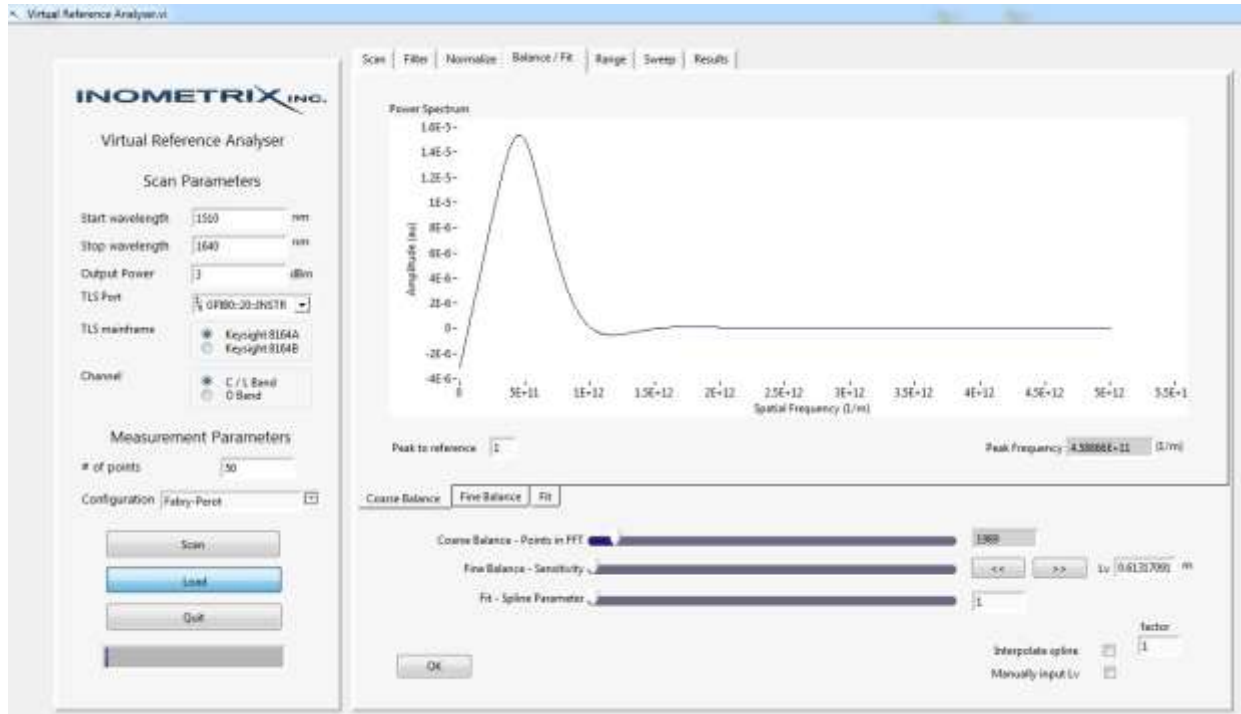 Virtual Reference Analyser.vi
INOMETRIX INC.
Virtual Reference Analyser
Scan Parameters
Start wavelength 1510 nm
Stop wavelength 1640 nm
Output Power 3 dBm
TLS Port GPIB0::20::INSTR
TLS mainframe Keysight 8164A
Keysight 8164B
Channel C / L Band
O Band
Measurement Parameters
# of points 50
Configuration Fabry-Perot
Scan
Load
Quit
Scan Filter Normalize Balance / Fit Range Sweep Results
Power Spectrum
1.6E-5
1.4E-5
1.2E-5
1E-5
8E-6
6E-6
4E-6
2E-6
0
-2E-6
-4E-6
Amplitude (au)
0 5E+11 1E+12 1.5E+12 2E+12 2.5E+12 3E+12 3.5E+12 4E+12 4.5E+12 5E+12 5.5E+1
Spatial Frequency (1/m)
Peak to reference 1 Peak Frequency (1/m)
Coarse Balance Fine Balance Fit
Coarse Balance - Points in FFT
Fine Balance - Sensitivity << >> Lv m
Fit - Spline Parameter 1
factor
Interpolate spline 1
Manually input Lv
OK